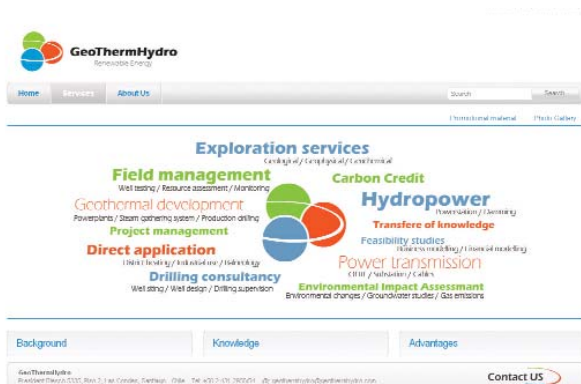 GeoThermHydro
Renewable Energy
Home Services About Us
Search Search
Promotional material Photo Gallery
Exploration services
Geological / Geophysical / Geochemical
Field management
Well testing / Resource assessment / Monitoring
Carbon Credit
Geothermal development
Powerplants / Steam gathering system / Production drilling
Hydropower
Powerstation / Damming
Project management
Transfere of knowledge
Direct application
District heating / Industrial use / Balneology
Feasibility studies
Business modelling / Financial modelling
Power transmission
/ Substation / Cables
Drilling consultancy
Well siting / Well design / Drilling supervision
Environmental Impact Assessmant
Environmental changes / Groundwater studies / Gas emissions
Background Knowledge Advantages
GeoThermHydro
Contact US